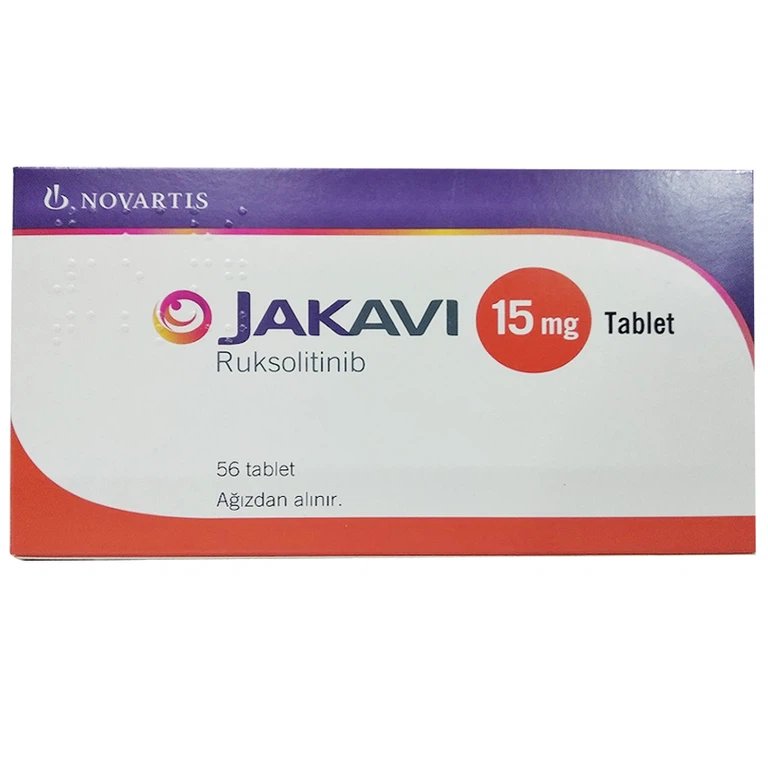 NOVARTIS
JAKAVI 15 mg Tablet
Ruksolitinib
56 tablet
Ağızdan alınır.